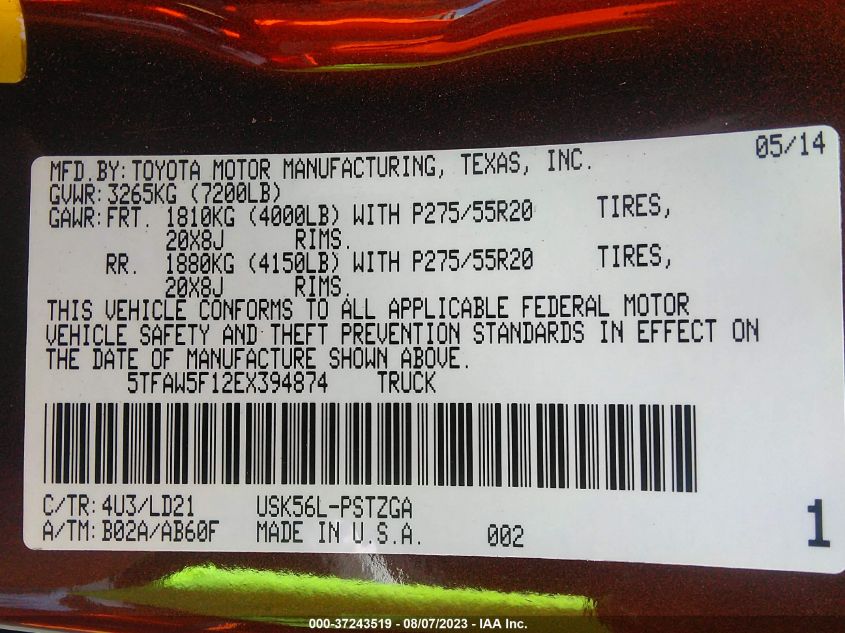 05/14
MFD.BY: TOYOTA MOTOR MANUFACTURING, TEXAS, INC.
GVWR: 3265KG (7200LB)
GAWR: FRT. 1810KG (4000LB) WITH P275/55R20 TIRES,
20X8J RIMS.
RR. 1880KG (4150LB) WITH P275/55R20 TIRES,
20X8J RIMS.
THIS VEHICLE CONFORMS TO ALL APPLICABLE FEDERAL MOTOR
VEHICLE SAFETY AND THEFT PREVENTION STANDARDS IN EFFECT ON
THE DATE OF MANUFACTURE SHOWN ABOVE.
5TFAW5F12EX394874 TRUCK
C/TR: 4U3/LD21 USK56L-PSTZGA
A/TM: B02A/AB60F MADE IN U.S.A. 002 1
000-37243519 - 08/07/2023 - IAA Inc.